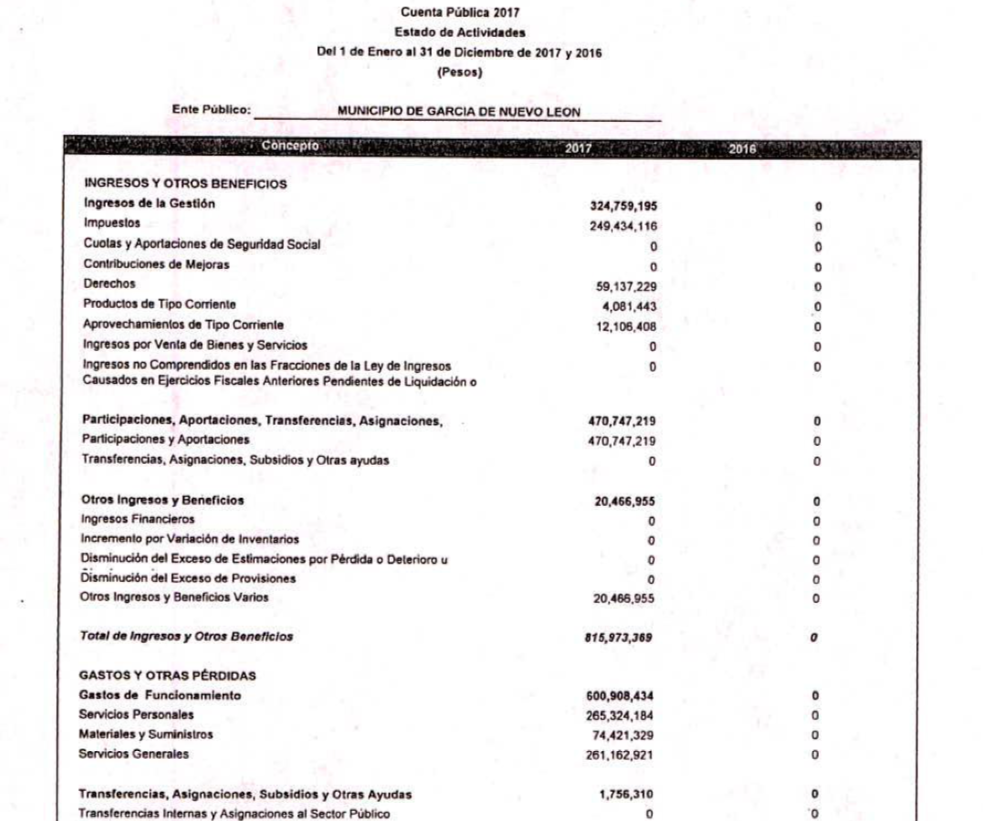 Cuenta Pública 2017
Estado de Actividades
Del 1 de Enero al 31 de Diciembre de 2017 y 2016
(Pesos)
Ente Público: MUNICIPIO DE GARCIA DE NUEVO LEON
Concepto 2017 2016
INGRESOS Y OTROS BENEFICIOS
Ingresos de la Gestión 324,759,195 0
Impuestos 249,434,116 0
Cuotas y Aportaciones de Seguridad Social 0 0
Contribuciones de Mejoras 0 0
Derechos 59,137,229 0
Productos de Tipo Corriente 4,081,443 0
Aprovechamientos de Tipo Corriente 12,106,408 0
Ingresos por Venta de Bienes y Servicios 0 0
Ingresos no Comprendidos en las Fracciones de la Ley de Ingresos 0 0
Causados en Ejercicios Fiscales Anteriores Pendientes de Liquidación o
Participaciones, Aportaciones, Transferencias, Asignaciones, 470,747,219 0
Participaciones y Aportaciones 470,747,219 0
Transferencias, Asignaciones, Subsidios y Otras ayudas 0 0
Otros Ingresos y Beneficios 20,466,955 0
Ingresos Financieros 0 0
Incremento por Variación de Inventarios 0 0
Disminución del Exceso de Estimaciones por Pérdida o Deterioro u 0 0
Disminución del Exceso de Provisiones 0 0
Otros Ingresos y Beneficios Varios 20,466,955 0
Total de Ingresos y Otros Beneficios 815,973,369 0
GASTOS Y OTRAS PÉRDIDAS
Gastos de Funcionamiento 600,908,434 0
Servicios Personales 265,324,184 0
Materiales y Suministros 74,421,329 0
Servicios Generales 261,162,921 0
Transferencias, Asignaciones, Subsidios y Otras Ayudas 1,756,310 0
Transferencias Internas y Asignaciones al Sector Público 0 0